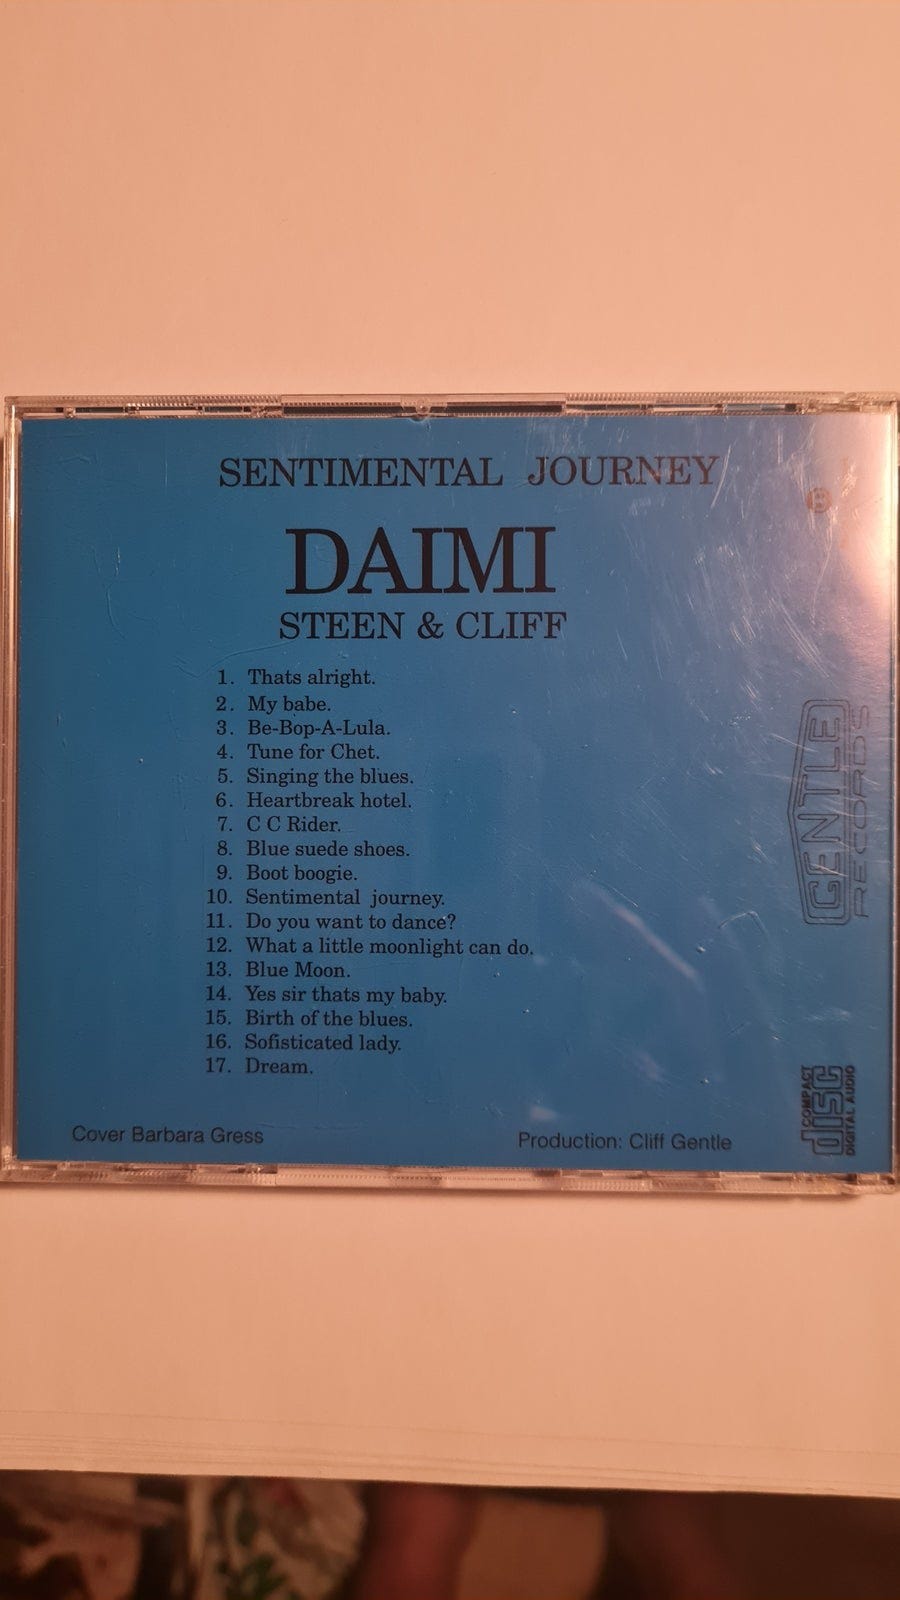 SENTIMENTAL JOURNEY
DAIMI
STEEN & CLIFF
1. Thats alright.
2. My babe.
3. Be-Bop-A-Lula.
4. Tune for Chet.
5. Singing the blues.
6. Heartbreak hotel.
7. C C Rider.
8. Blue suede shoes.
9. Boot boogie.
10. Sentimental journey.
11. Do you want to dance?
12. What a little moonlight can do.
13. Blue Moon.
14. Yes sir thats my baby.
15. Birth of the blues.
16. Sofisticated lady.
17. Dream.
Cover Barbara Gress
Production: Cliff Gentle
GENTLE
RECORDS
COMPACT
disc
DIGITAL AUDIO